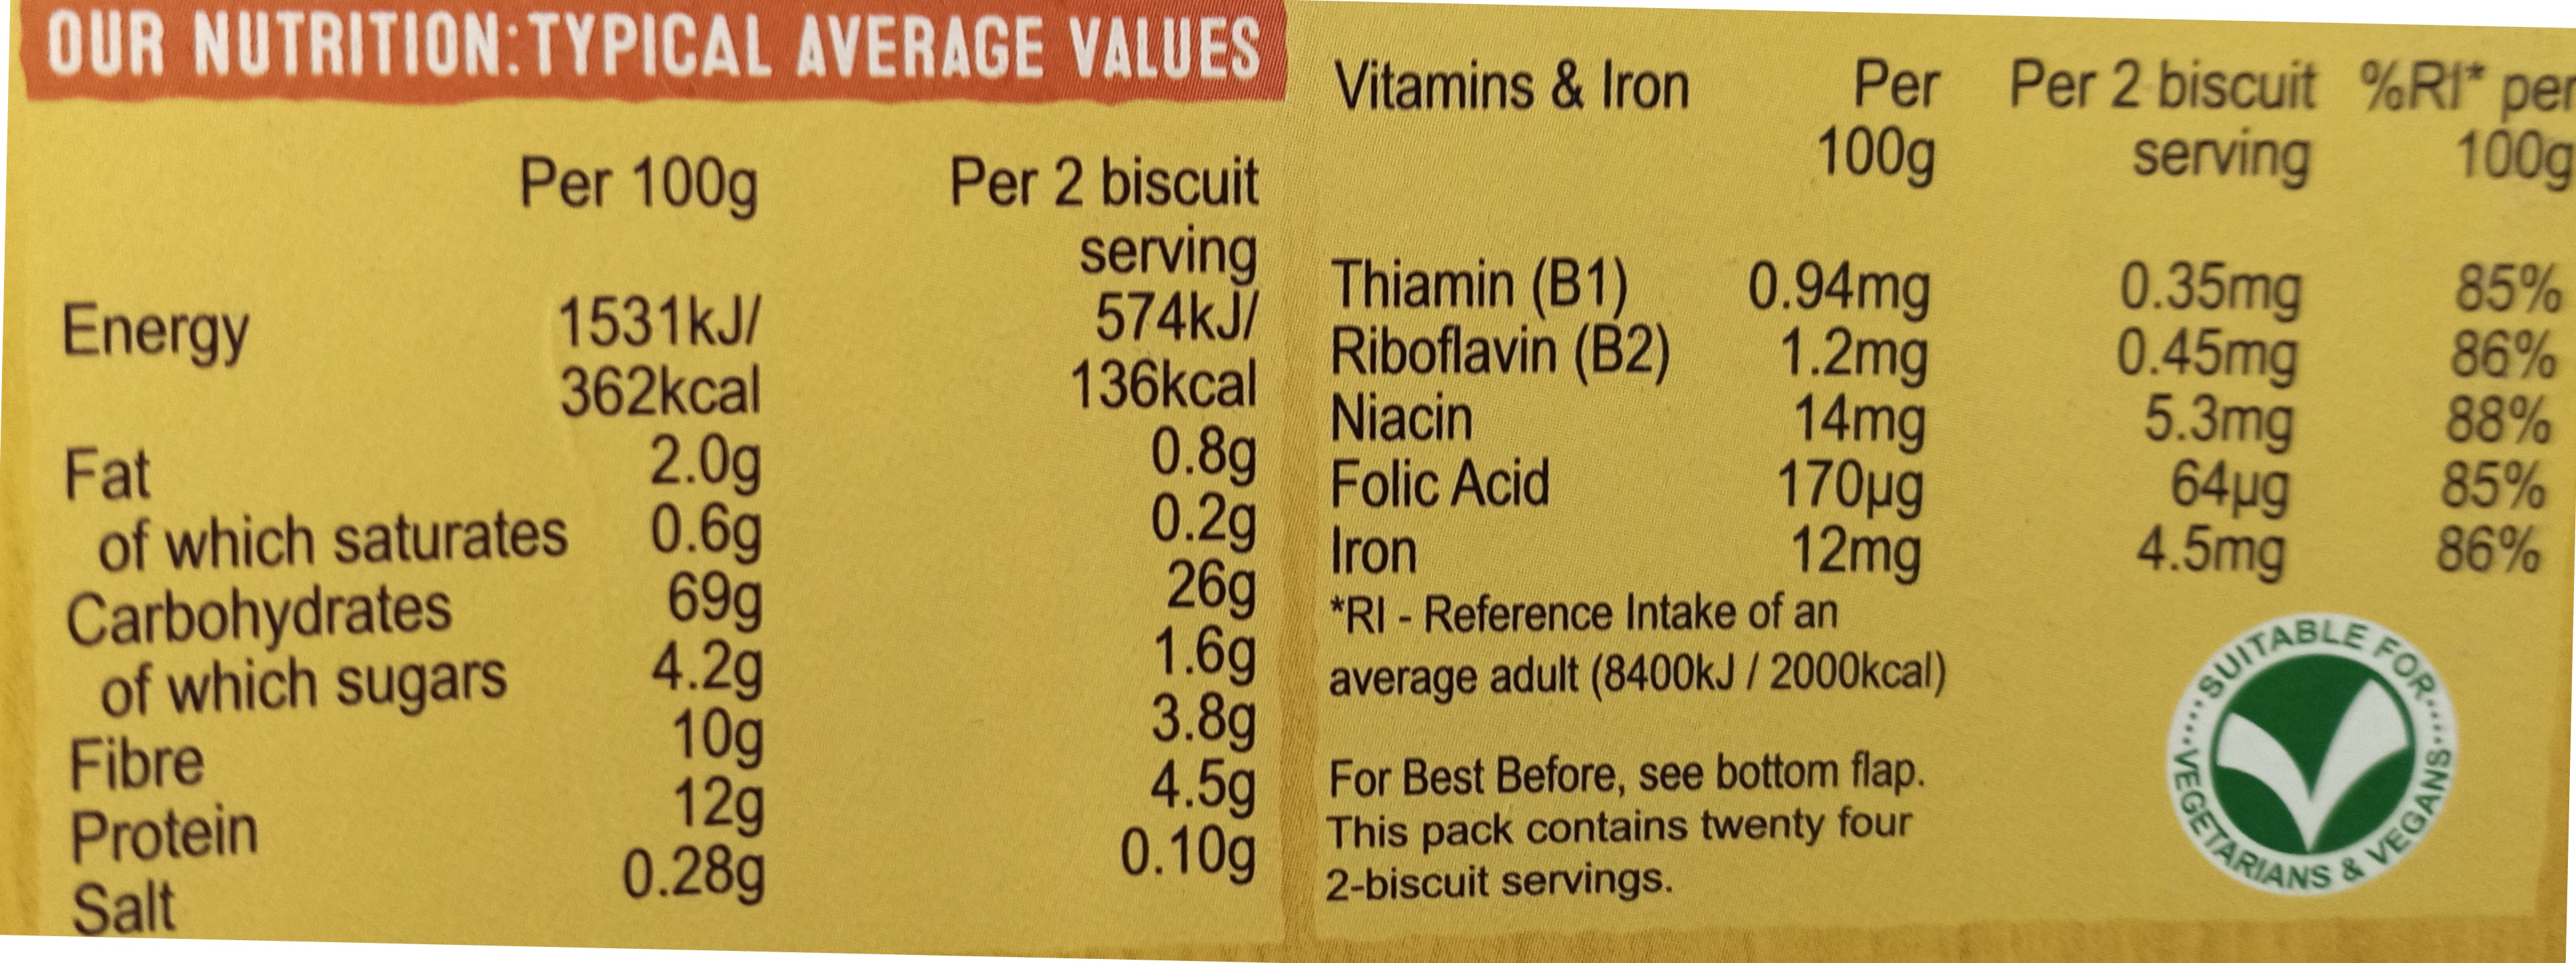 OUR NUTRITION: TYPICAL AVERAGE VALUES
Per 100g Per 2 biscuit
serving
Energy 1531kJ/ 574kJ/
362kcal 136kcal
Fat 2.0g 0.8g
of which saturates 0.6g 0.2g
Carbohydrates 69g 26g
of which sugars 4.2g 1.6g
Fibre 10g 3.8g
Protein 12g 4.5g
Salt 0.28g 0.10g
Vitamins & Iron Per Per 2 biscuit %RI* per
100g serving 100g
Thiamin (B1) 0.94mg 0.35mg 85%
Riboflavin (B2) 1.2mg 0.45mg 86%
Niacin 14mg 5.3mg 88%
Folic Acid 170µg 64µg 85%
Iron 12mg 4.5mg 86%
*RI - Reference Intake of an
average adult (8400kJ / 2000kcal)
For Best Before, see bottom flap.
This pack contains twenty four
2-biscuit servings.
SUITABLE FOR
VEGETARIANS & VEGANS